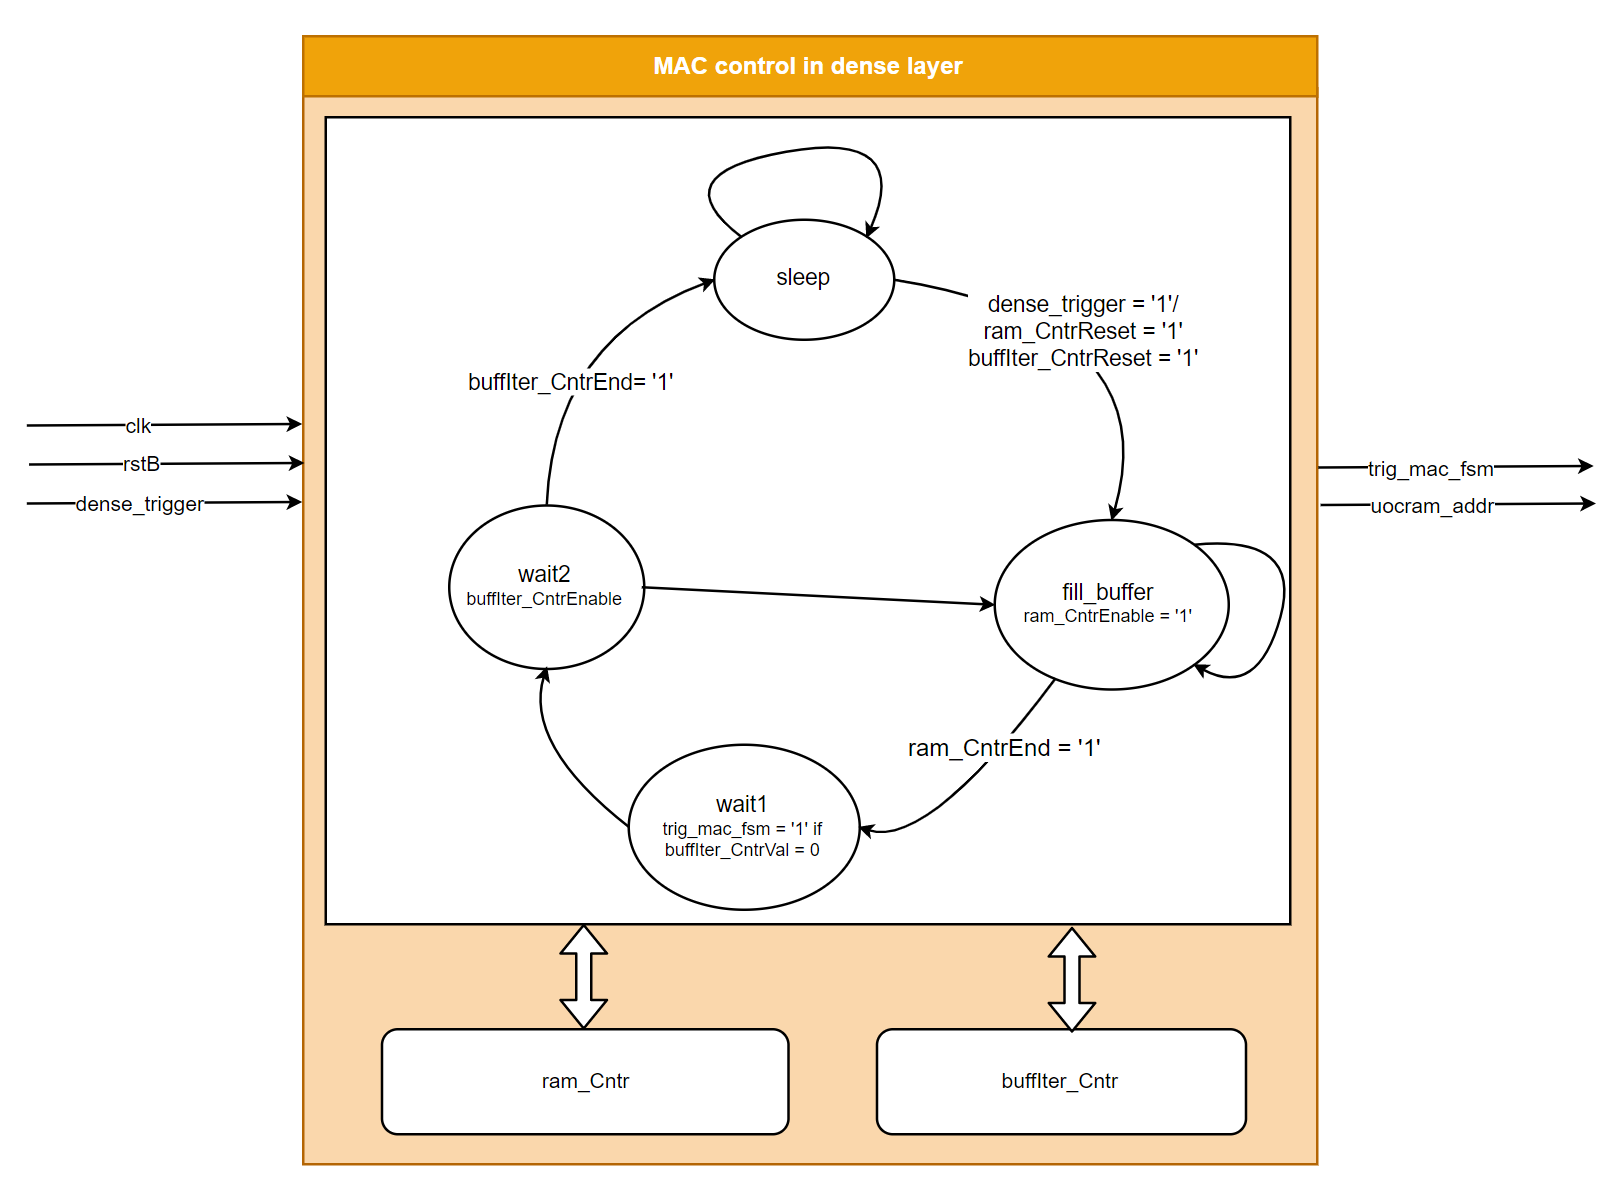 MAC control in dense layer
sleep
dense_trigger = '1'/
ram_CntrReset = '1'
buffIter_CntrReset = '1'
buffIter_CntrEnd= '1'
clk
rstB
dense_trigger
trig_mac_fsm
uocram_addr
wait2
buffIter_CntrEnable
fill_buffer
ram_CntrEnable = '1'
ram_CntrEnd = '1'
wait1
trig_mac_fsm = '1' if
buffIter_CntrVal = 0
ram_Cntr
buffIter_Cntr